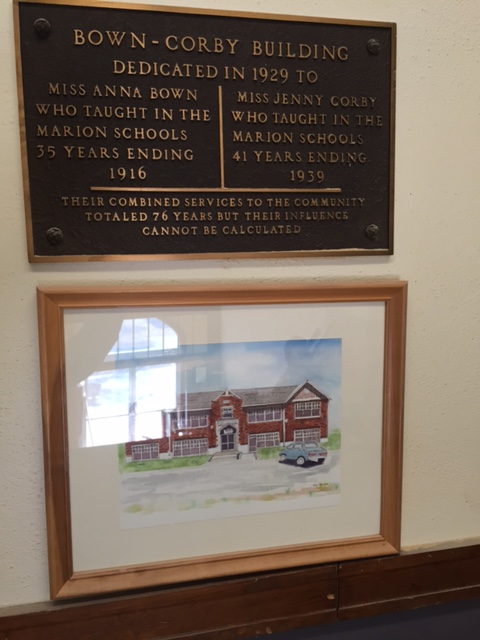 BOWN-CORBY BUILDING
DEDICATED IN 1929 TO
MISS ANNA BOWN
WHO TAUGHT IN THE
MARION SCHOOLS
35 YEARS ENDING
1916
MISS JENNY CORBY
WHO TAUGHT IN THE
MARION SCHOOLS
41 YEARS ENDING
1939
THEIR COMBINED SERVICES TO THE COMMUNITY
TOTALED 76 YEARS BUT THEIR INFLUENCE
CANNOT BE CALCULATED